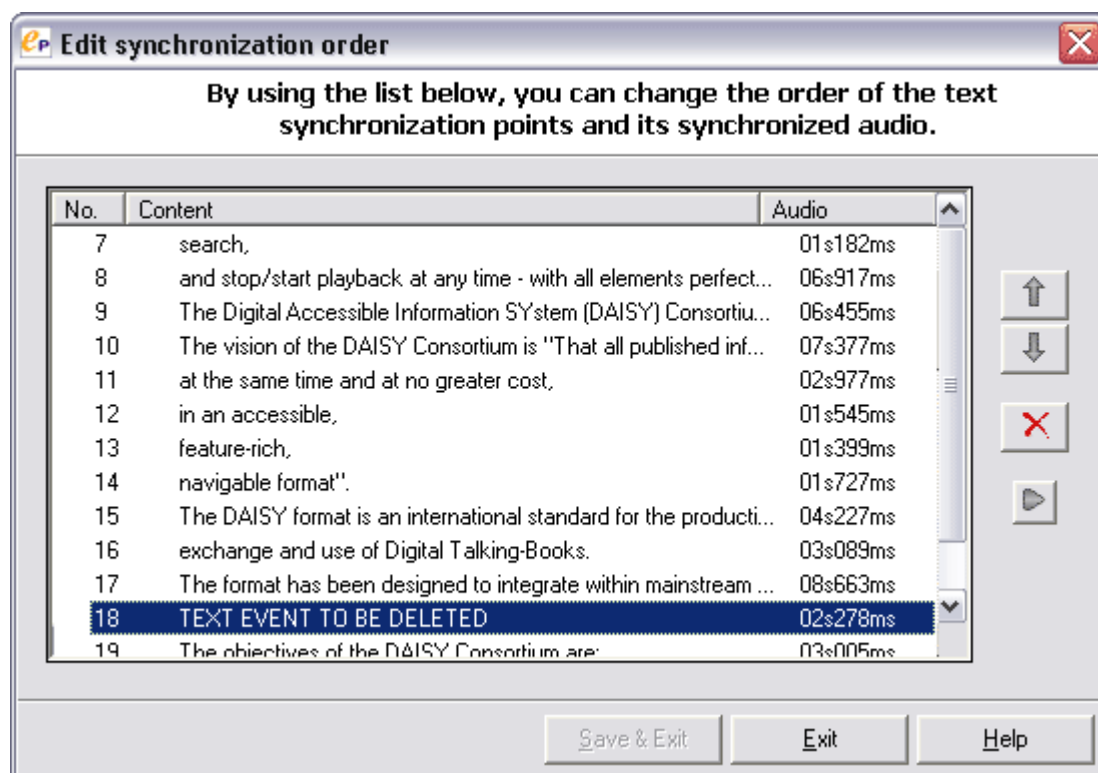 eP Edit synchronization order
By using the list below, you can change the order of the text
synchronization points and its synchronized audio.
No. Content Audio
7 search, 01s182ms
8 and stop/start playback at any time - with all elements perfect... 06s917ms
9 The Digital Accessible Information SYstem (DAISY) Consortiu... 06s455ms
10 The vision of the DAISY Consortium is "That all published inf... 07s377ms
11 at the same time and at no greater cost, 02s977ms
12 in an accessible, 01s545ms
13 feature-rich, 01s399ms
14 navigable format". 01s727ms
15 The DAISY format is an international standard for the producti... 04s227ms
16 exchange and use of Digital Talking-Books. 03s089ms
17 The format has been designed to integrate within mainstream ... 08s663ms
18 TEXT EVENT TO BE DELETED 02s278ms
19 The objectives of the DAISY Consortium are: 03s005ms
Save & Exit Exit Help